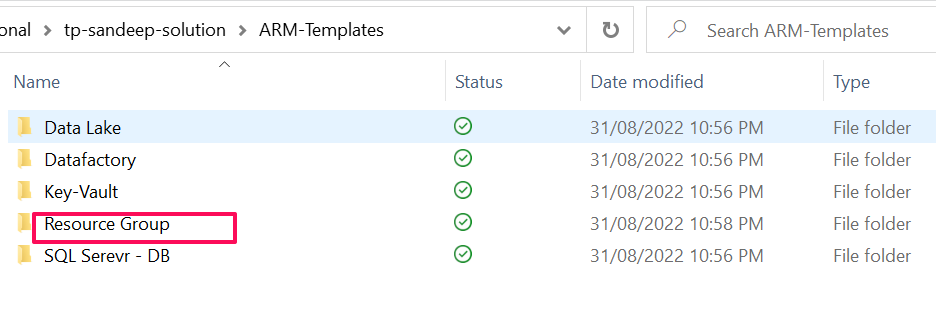 onal > tp-sandeep-solution > ARM-Templates Search ARM-Templates
Name Status Date modified Type
Data Lake 31/08/2022 10:56 PM File folder
Datafactory 31/08/2022 10:56 PM File folder
Key-Vault 31/08/2022 10:56 PM File folder
Resource Group 31/08/2022 10:58 PM File folder
SQL Serevr - DB 31/08/2022 10:56 PM File folder